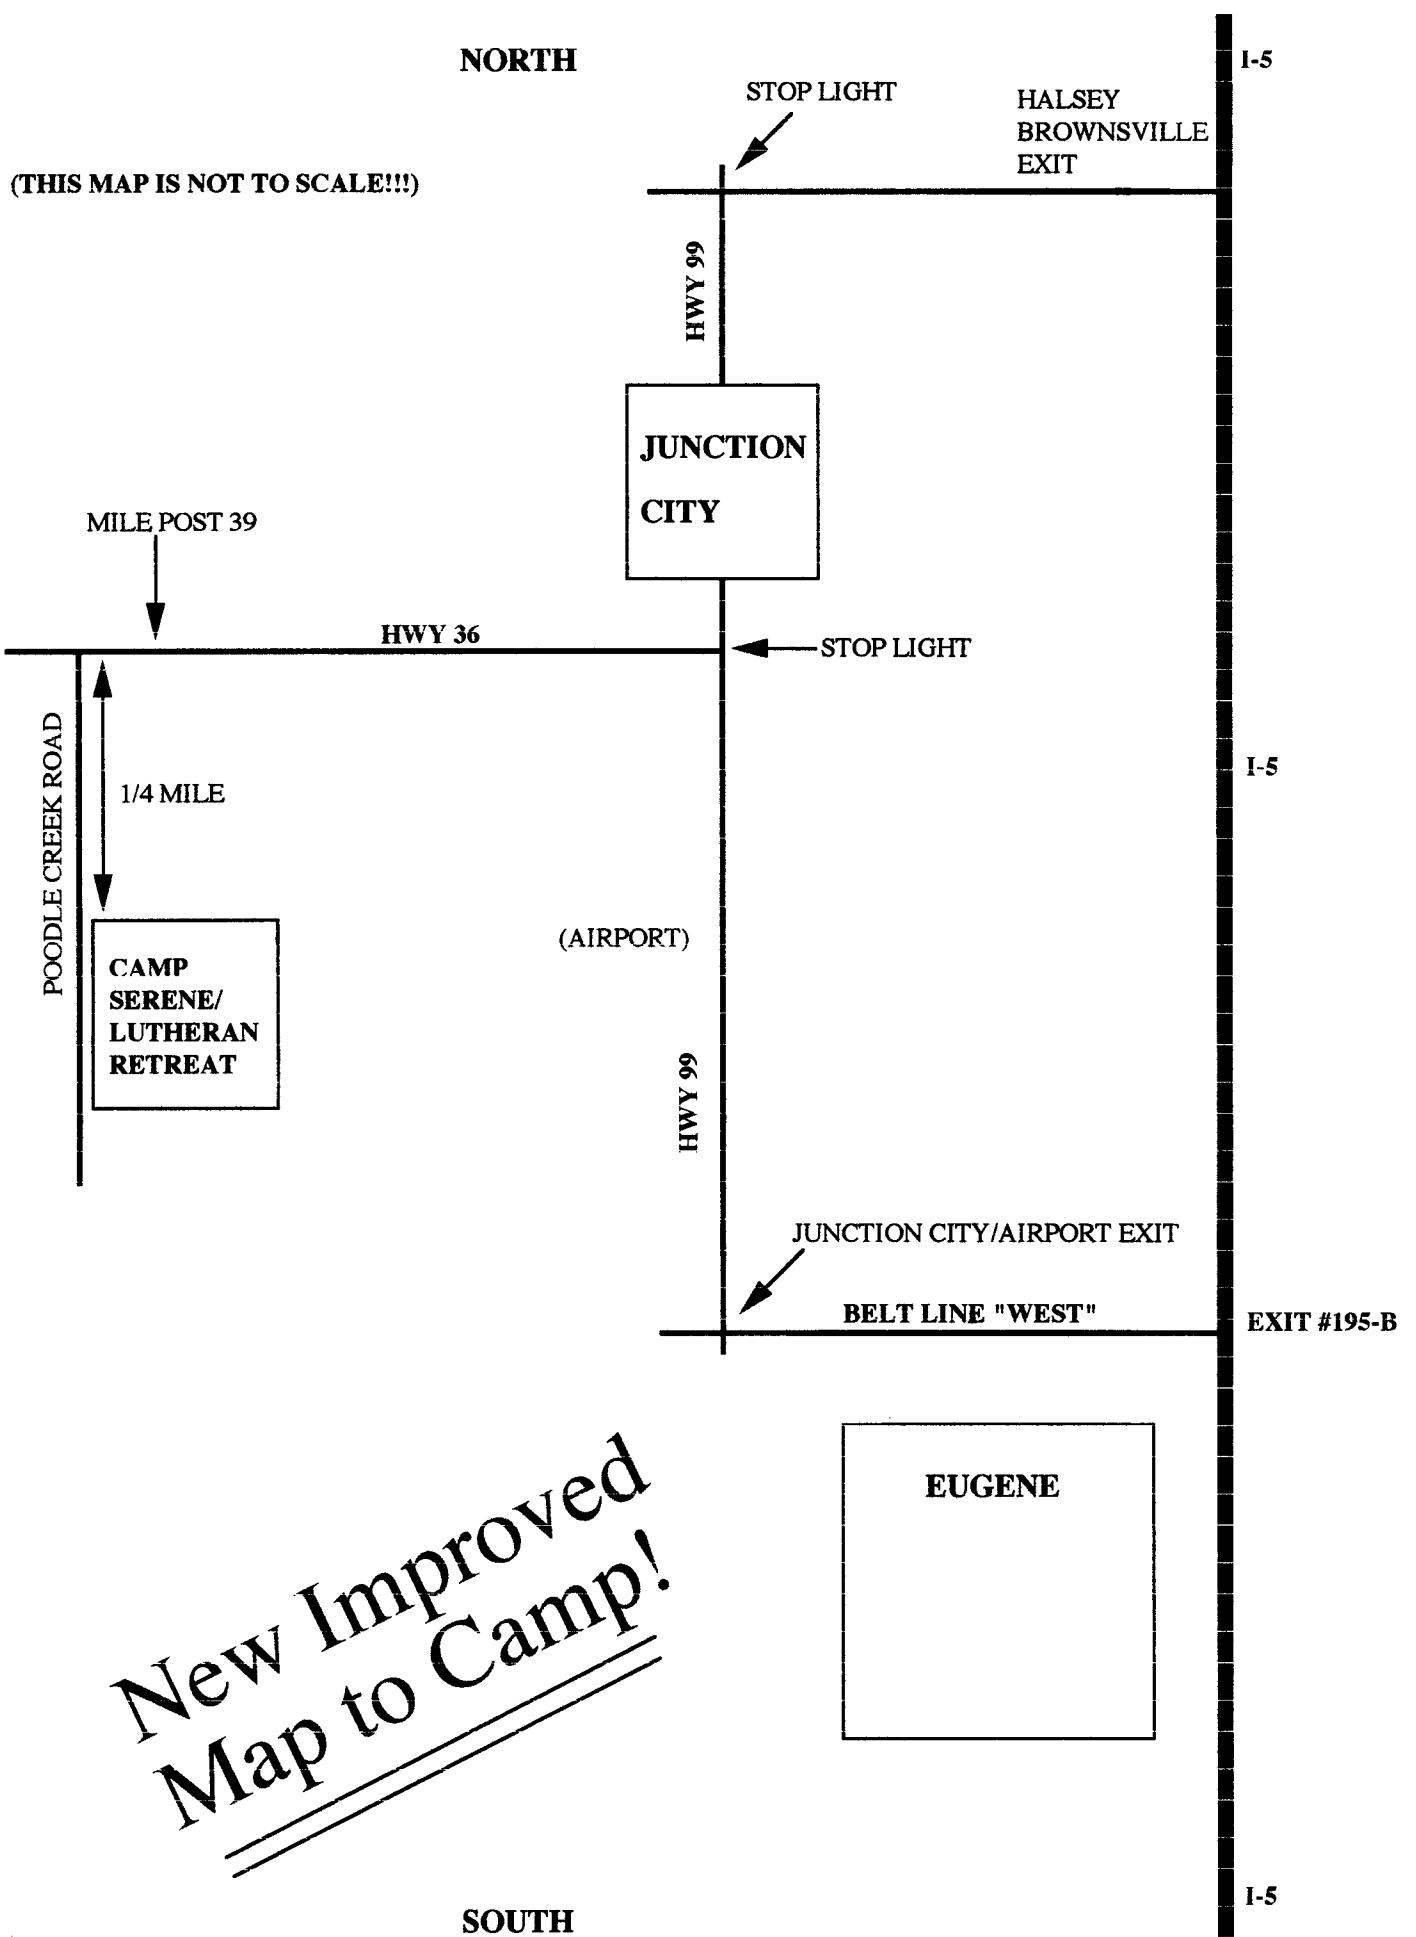 NORTH
I-5
STOP LIGHT
HALSEY
BROWNSVILLE
EXIT
(THIS MAP IS NOT TO SCALE!!!)
HWY 99
JUNCTION
CITY
MILE POST 39
HWY 36
STOP LIGHT
POODLE CREEK ROAD
1/4 MILE
I-5
(AIRPORT)
CAMP
SERENE/
LUTHERAN
RETREAT
HWY 99
JUNCTION CITY/AIRPORT EXIT
BELT LINE "WEST"
EXIT #195-B
EUGENE
New Improved
Map to Camp!
I-5
SOUTH